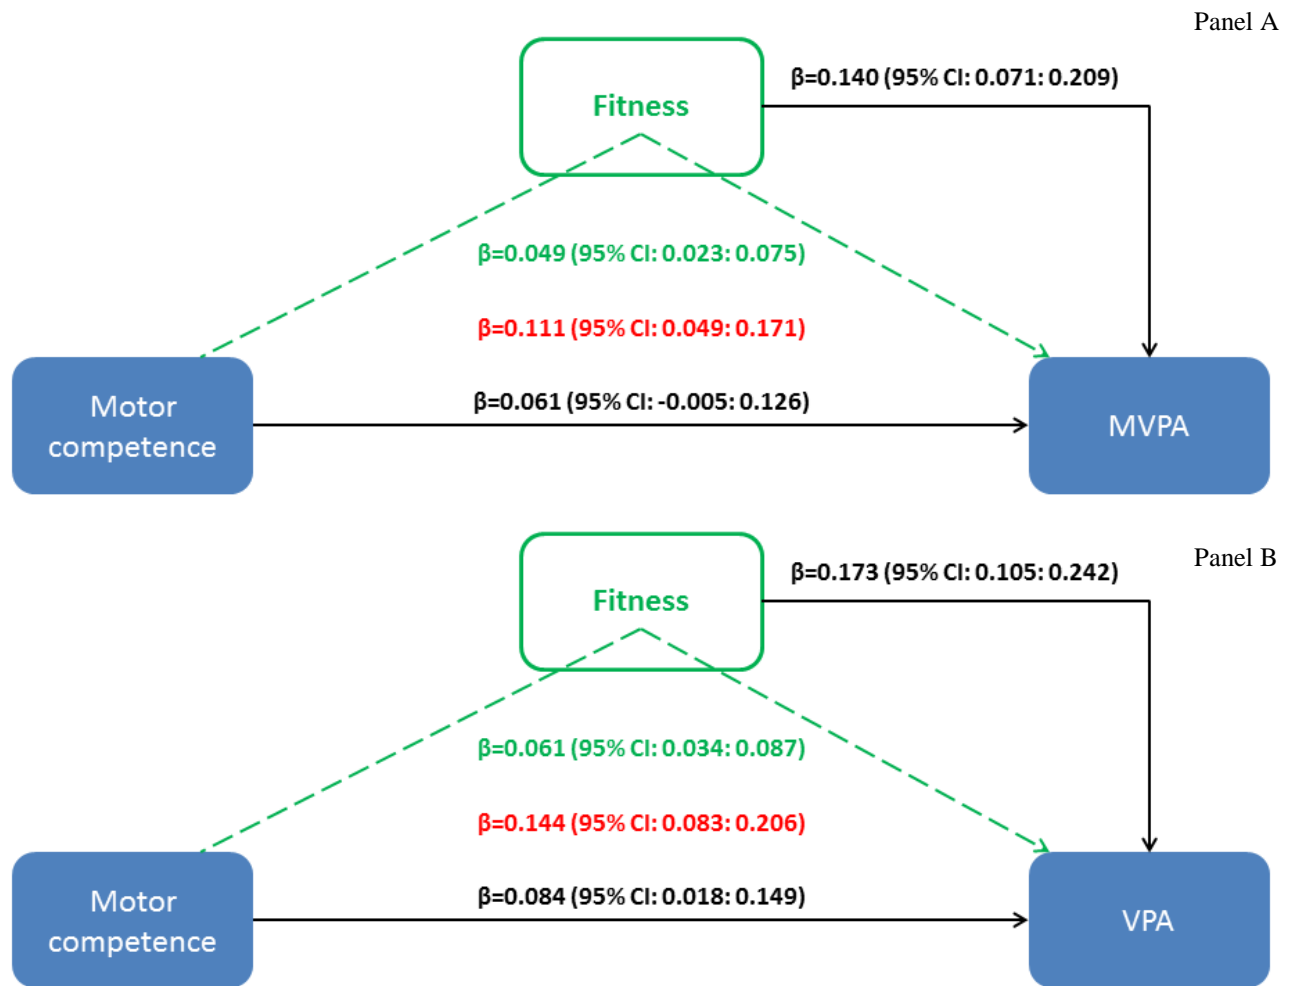 Panel A
β=0.140 (95% CI: 0.071: 0.209)
Fitness
β=0.049 (95% CI: 0.023: 0.075)
β=0.111 (95% CI: 0.049: 0.171)
β=0.061 (95% CI: -0.005: 0.126)
Motor
competence
MVPA
Panel B
β=0.173 (95% CI: 0.105: 0.242)
Fitness
β=0.061 (95% CI: 0.034: 0.087)
β=0.144 (95% CI: 0.083: 0.206)
β=0.084 (95% CI: 0.018: 0.149)
Motor
competence
VPA